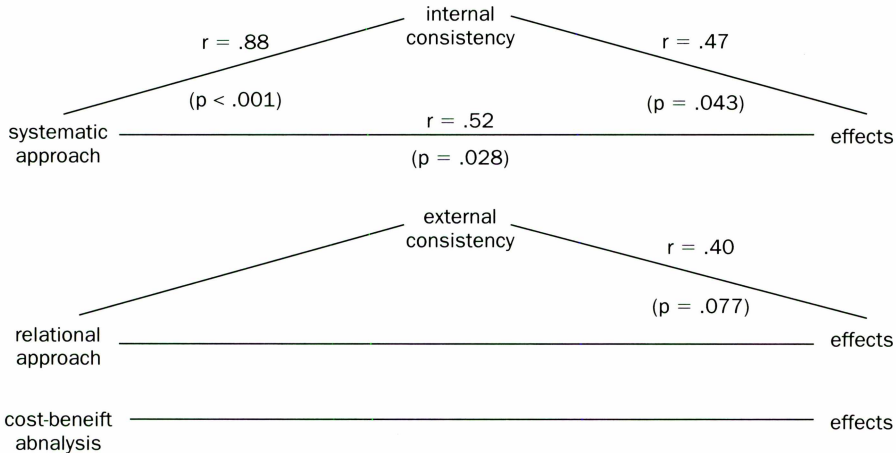 internal
consistency
r = .88
r = .47
(p < .001)
(p = .043)
systematic
approach
r = .52
(p = .028)
effects
external
consistency
r = .40
(p = .077)
relational
approach
effects
cost-beneift
abnalysis
effects